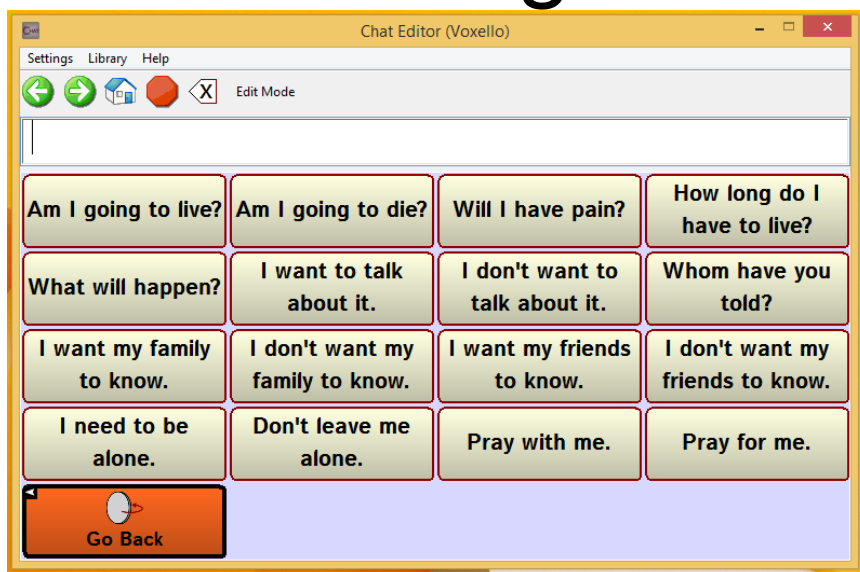 Chat Editor (Voxello)
Settings Library Help
X Edit Mode
Am I going to live? Am I going to die? Will I have pain? How long do I
have to live?
What will happen? I want to talk
about it. I don't want to
talk about it. Whom have you
told?
I want my family
to know. I don't want my
family to know. I want my friends
to know. I don't want my
friends to know.
I need to be
alone. Don't leave me
alone. Pray with me. Pray for me.
Go Back